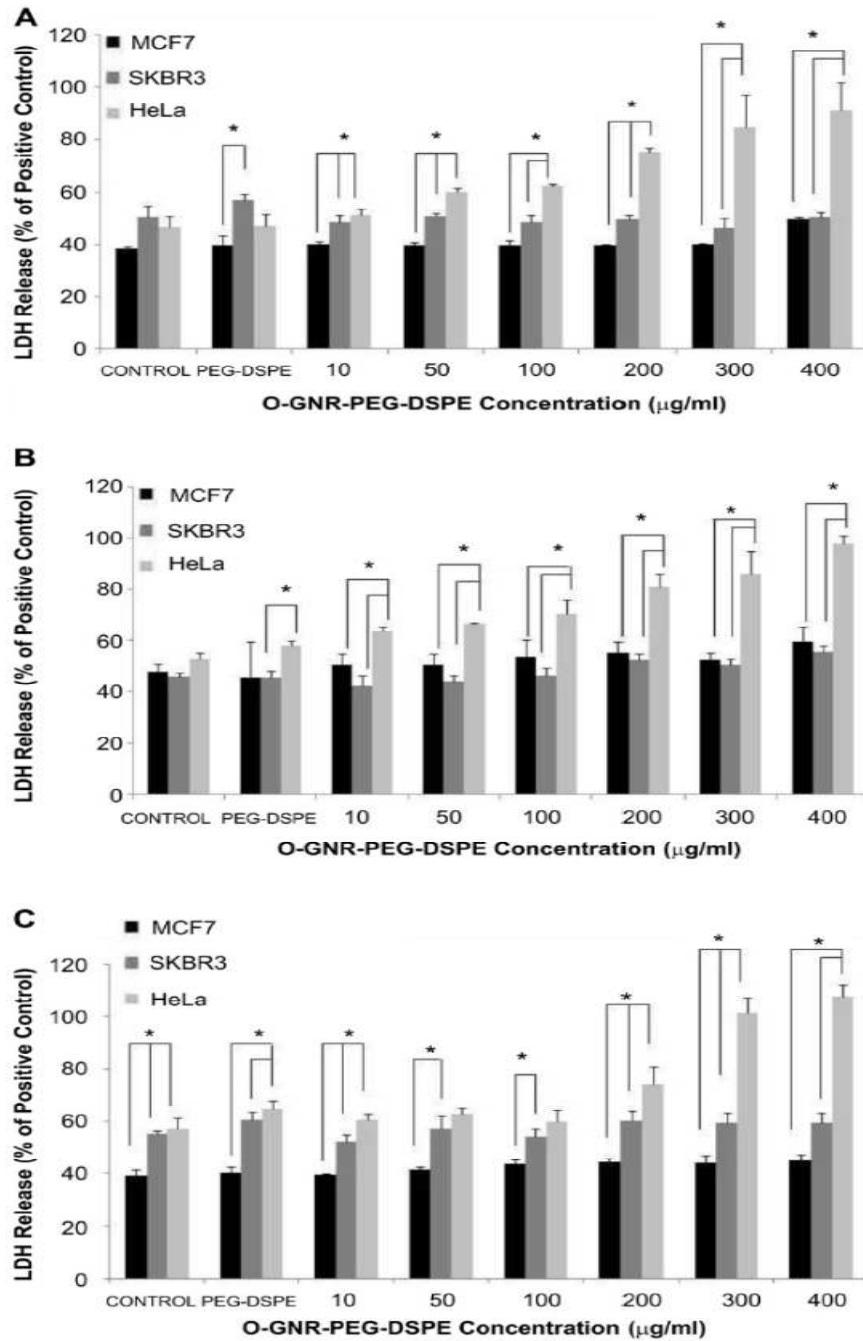 A
LDH Release (% of Positive Control)
120
100
80
60
40
20
0
MCF7
SKBR3
HeLa
*
*
*
*
*
*
*
CONTROL PEG-DSPE 10 50 100 200 300 400
O-GNR-PEG-DSPE Concentration (μg/ml)
B
LDH Release (% of Positive Control)
120
100
80
60
40
20
0
MCF7
SKBR3
HeLa
*
*
*
*
*
*
*
CONTROL PEG-DSPE 10 50 100 200 300 400
O-GNR-PEG-DSPE Concentration (μg/ml)
C
LDH Release (% of Positive Control)
120
100
80
60
40
20
0
MCF7
SKBR3
HeLa
*
*
*
*
*
*
*
*
CONTROL PEG-DSPE 10 50 100 200 300 400
O-GNR-PEG-DSPE Concentration (μg/ml)